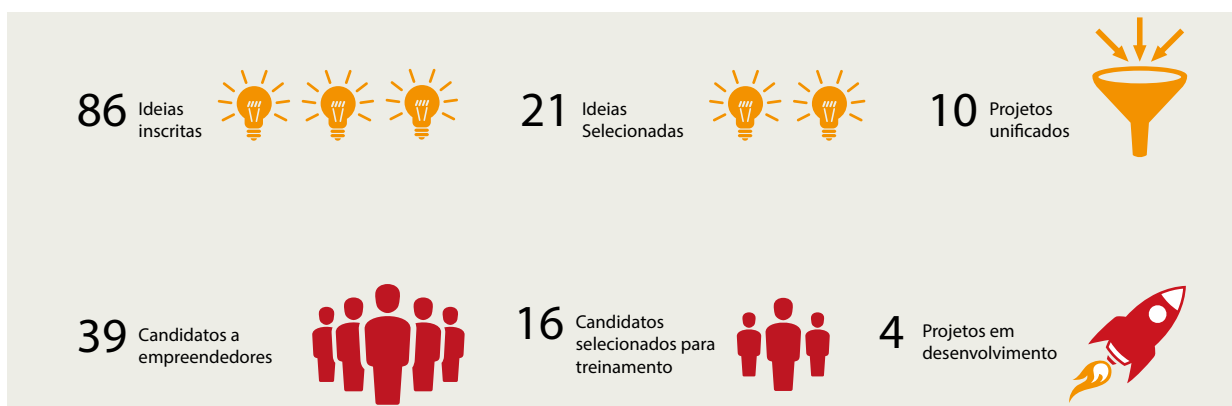 86 Ideias
inscritas
21 Ideias
Selecionadas
10 Projetos
unificados
39 Candidatos a
empreendedores
16 Candidatos
selecionados para
treinamento
4 Projetos em
desenvolvimento